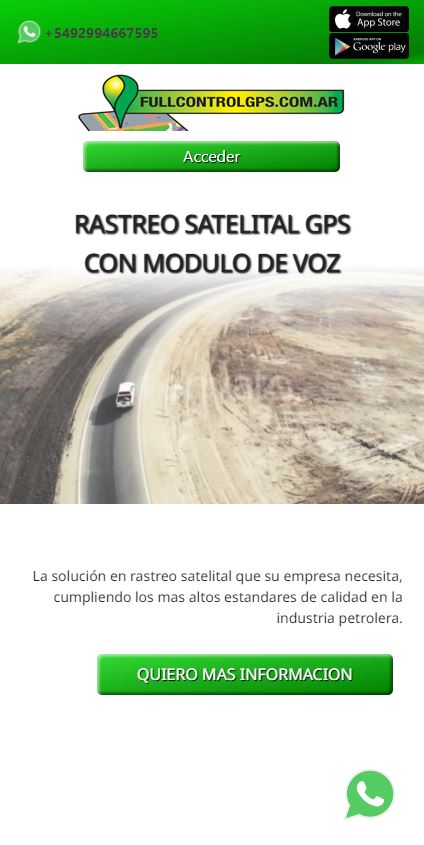 +5492994667595
Download on the
App Store
ANDROID APP ON
Google play
FULLCONTROLGPS.COM.AR
Acceder
RASTREO SATELITAL GPS
CON MODULO DE VOZ
La solución en rastreo satelital que su empresa necesita,
cumpliendo los mas altos estandares de calidad en la
industria petrolera.
QUIERO MAS INFORMACION